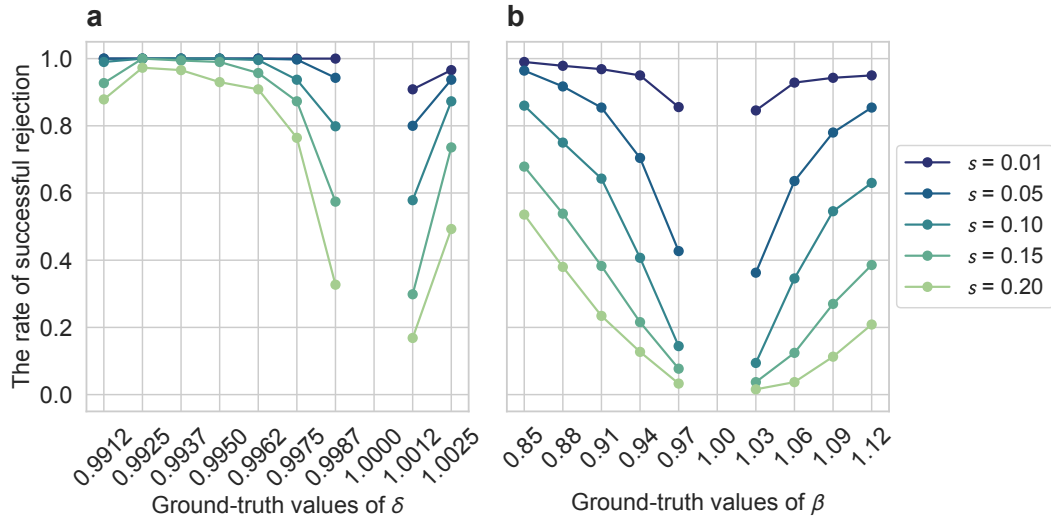 a
b
The rate of successful rejection
1.0
0.8
0.6
0.4
0.2
0.0
0.9912
0.9925
0.9937
0.9950
0.9962
0.9975
0.9987
1.0000
1.0012
1.0025
Ground-truth values of δ
0.85
0.88
0.91
0.94
0.97
1.00
1.03
1.06
1.09
1.12
Ground-truth values of β
s = 0.01
s = 0.05
s = 0.10
s = 0.15
s = 0.20